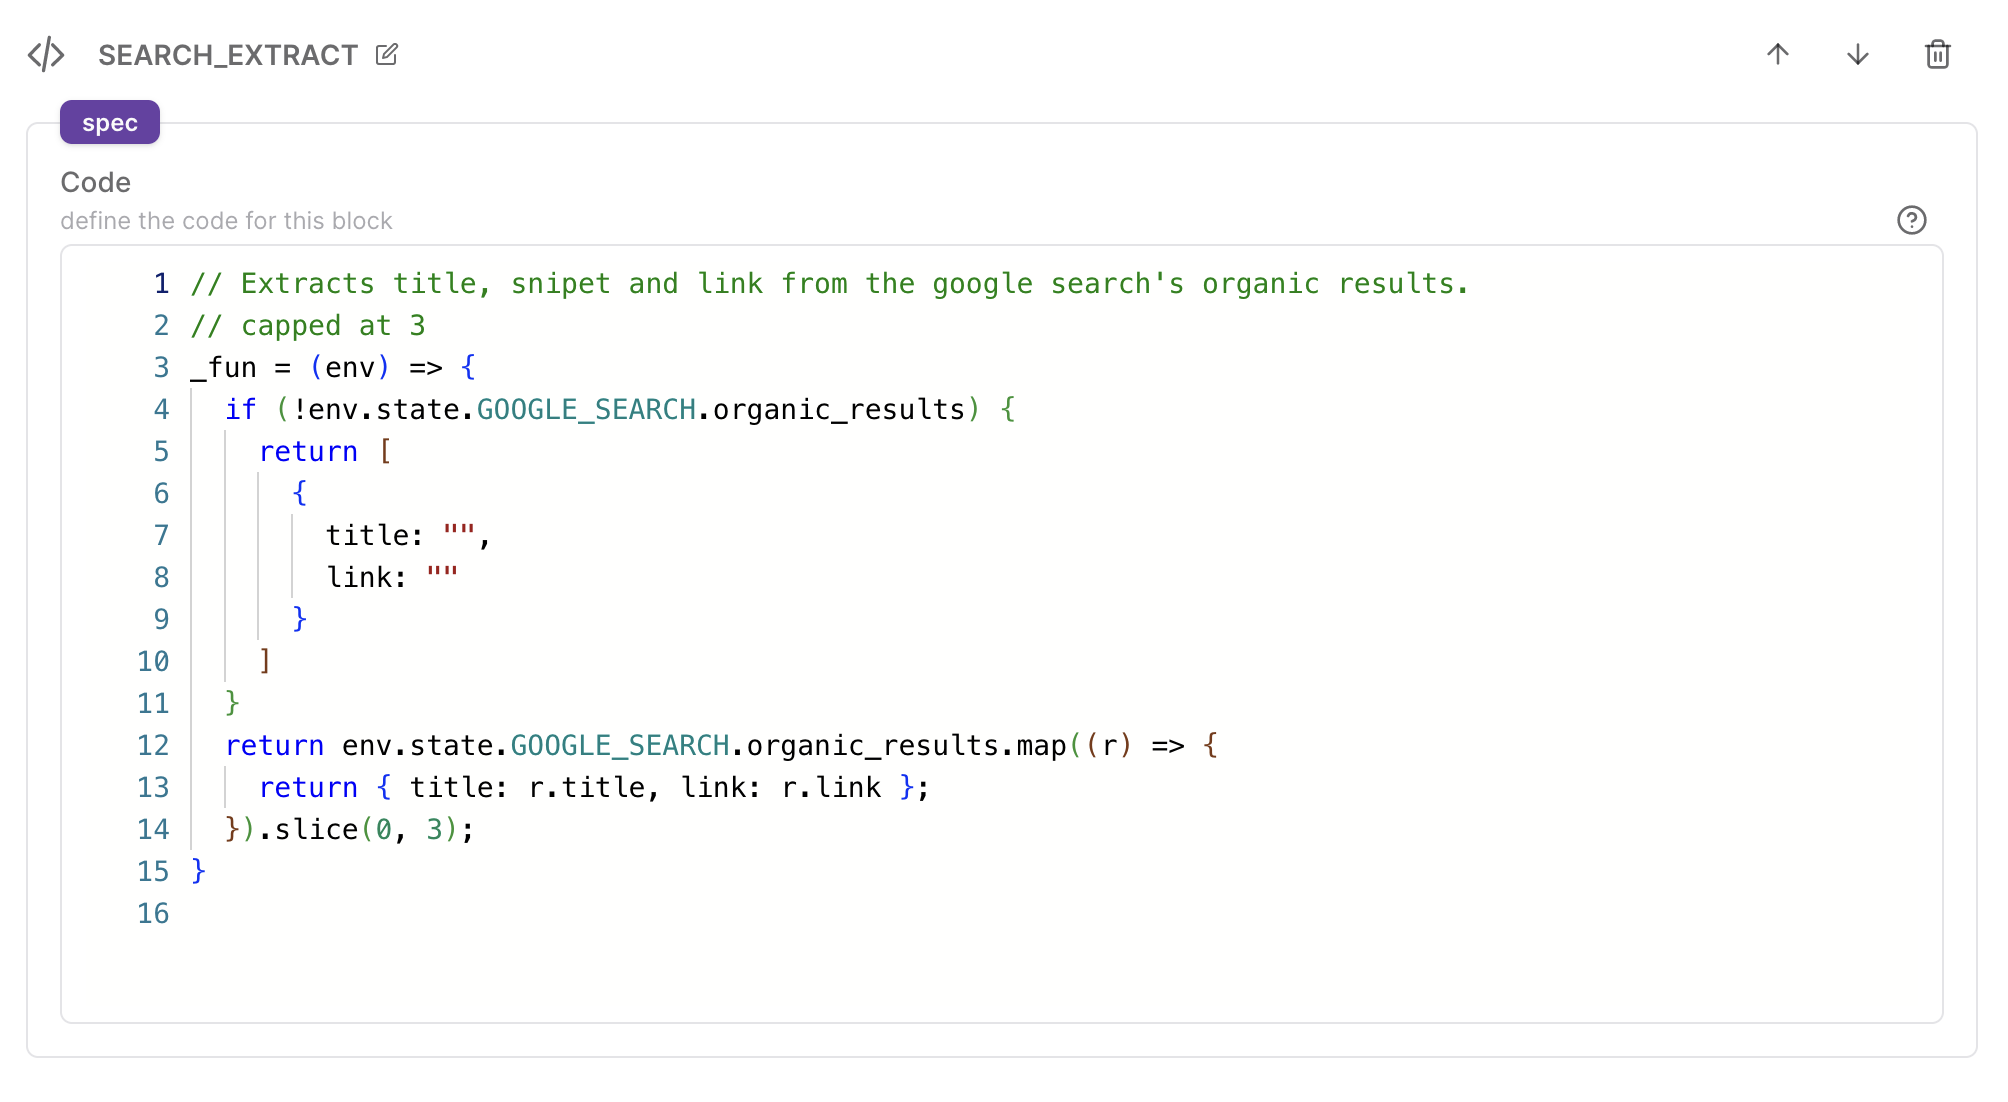 </> SEARCH_EXTRACT
spec
Code
define the code for this block
1 // Extracts title, snipet and link from the google search's organic results.
2 // capped at 3
3 _fun = (env) => {
4   if (!env.state.GOOGLE_SEARCH.organic_results) {
5     return [
6       {
7         title: "",
8         link: ""
9       }
10     ]
11   }
12   return env.state.GOOGLE_SEARCH.organic_results.map((r) => {
13     return { title: r.title, link: r.link };
14   }).slice(0, 3);
15 }
16